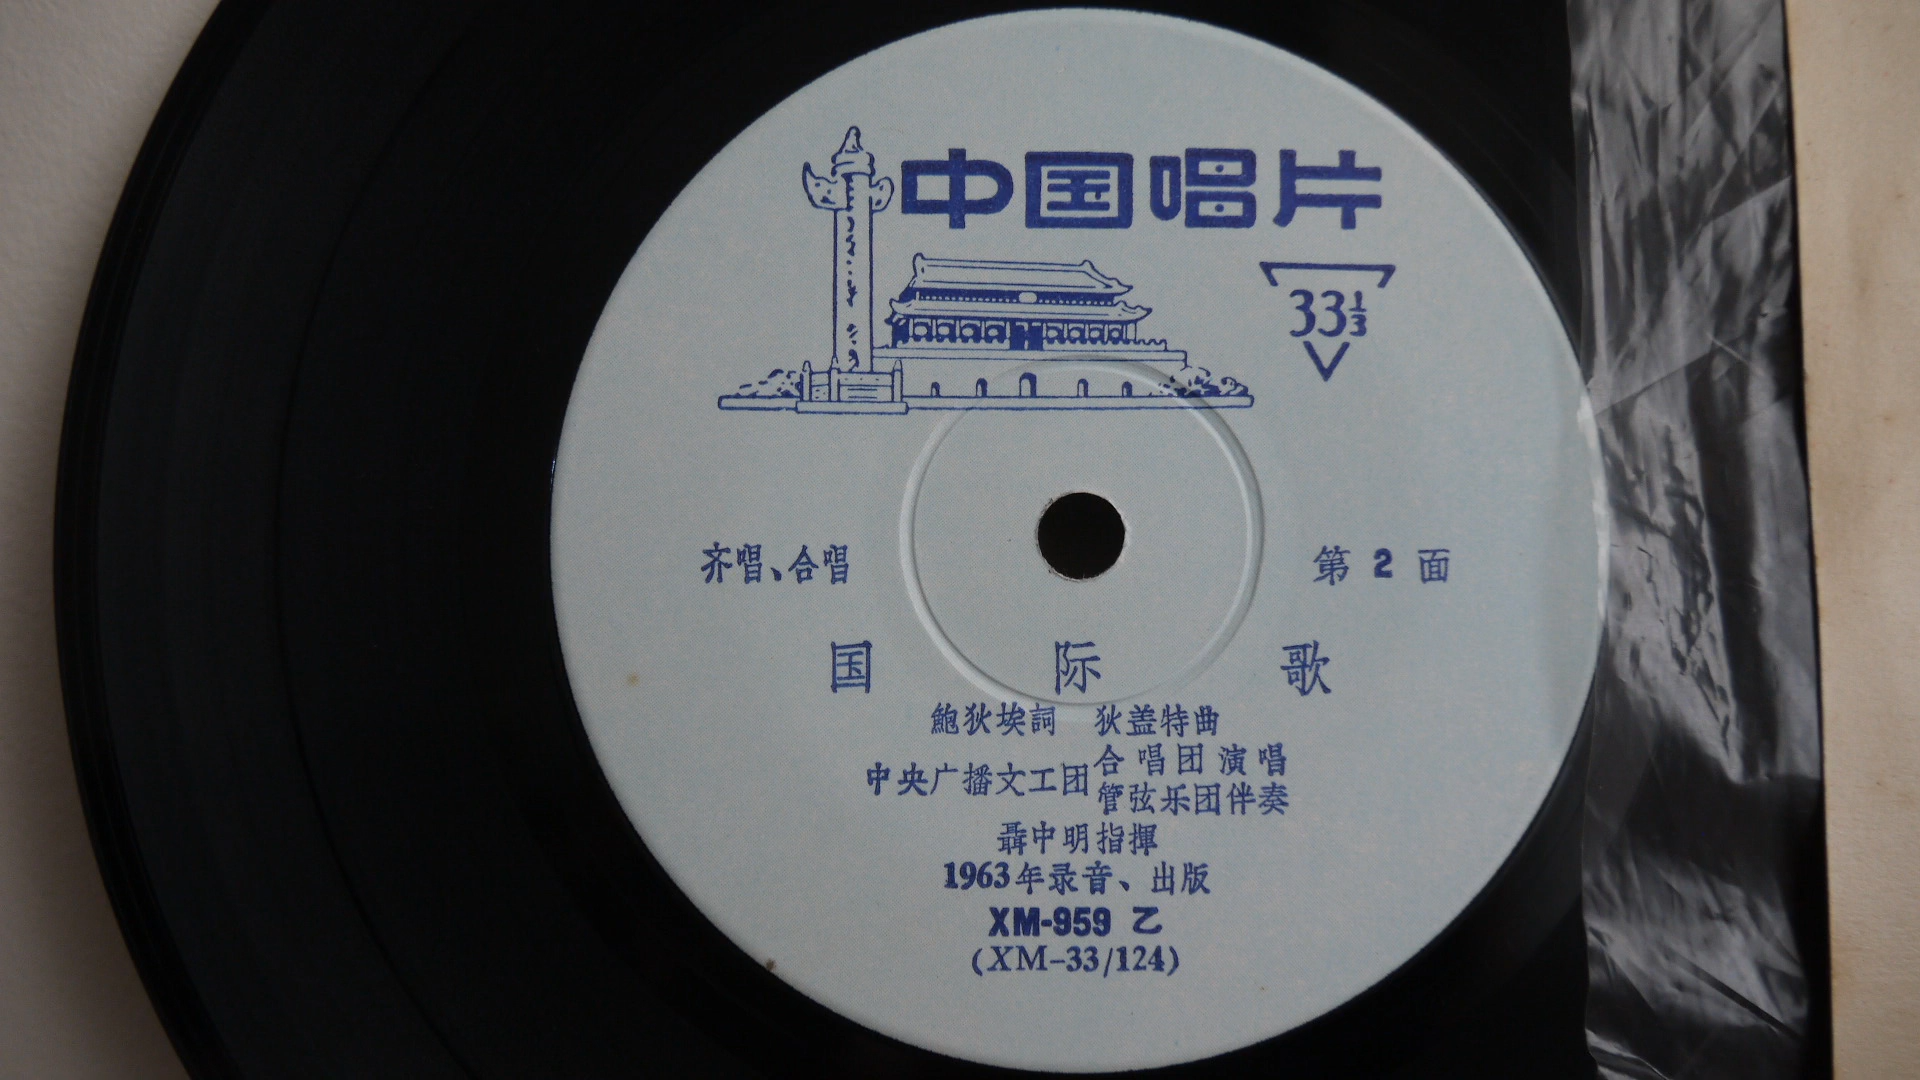 中国唱片
33⅓
齐唱、合唱
第 2 面
国际歌
鮑狄埃詞 狄盖特曲
中央广播文工团 合唱团演唱
管弦乐团伴奏
聶中明指揮
1963年录音、出版
XM-959 乙
(XM-33/124)